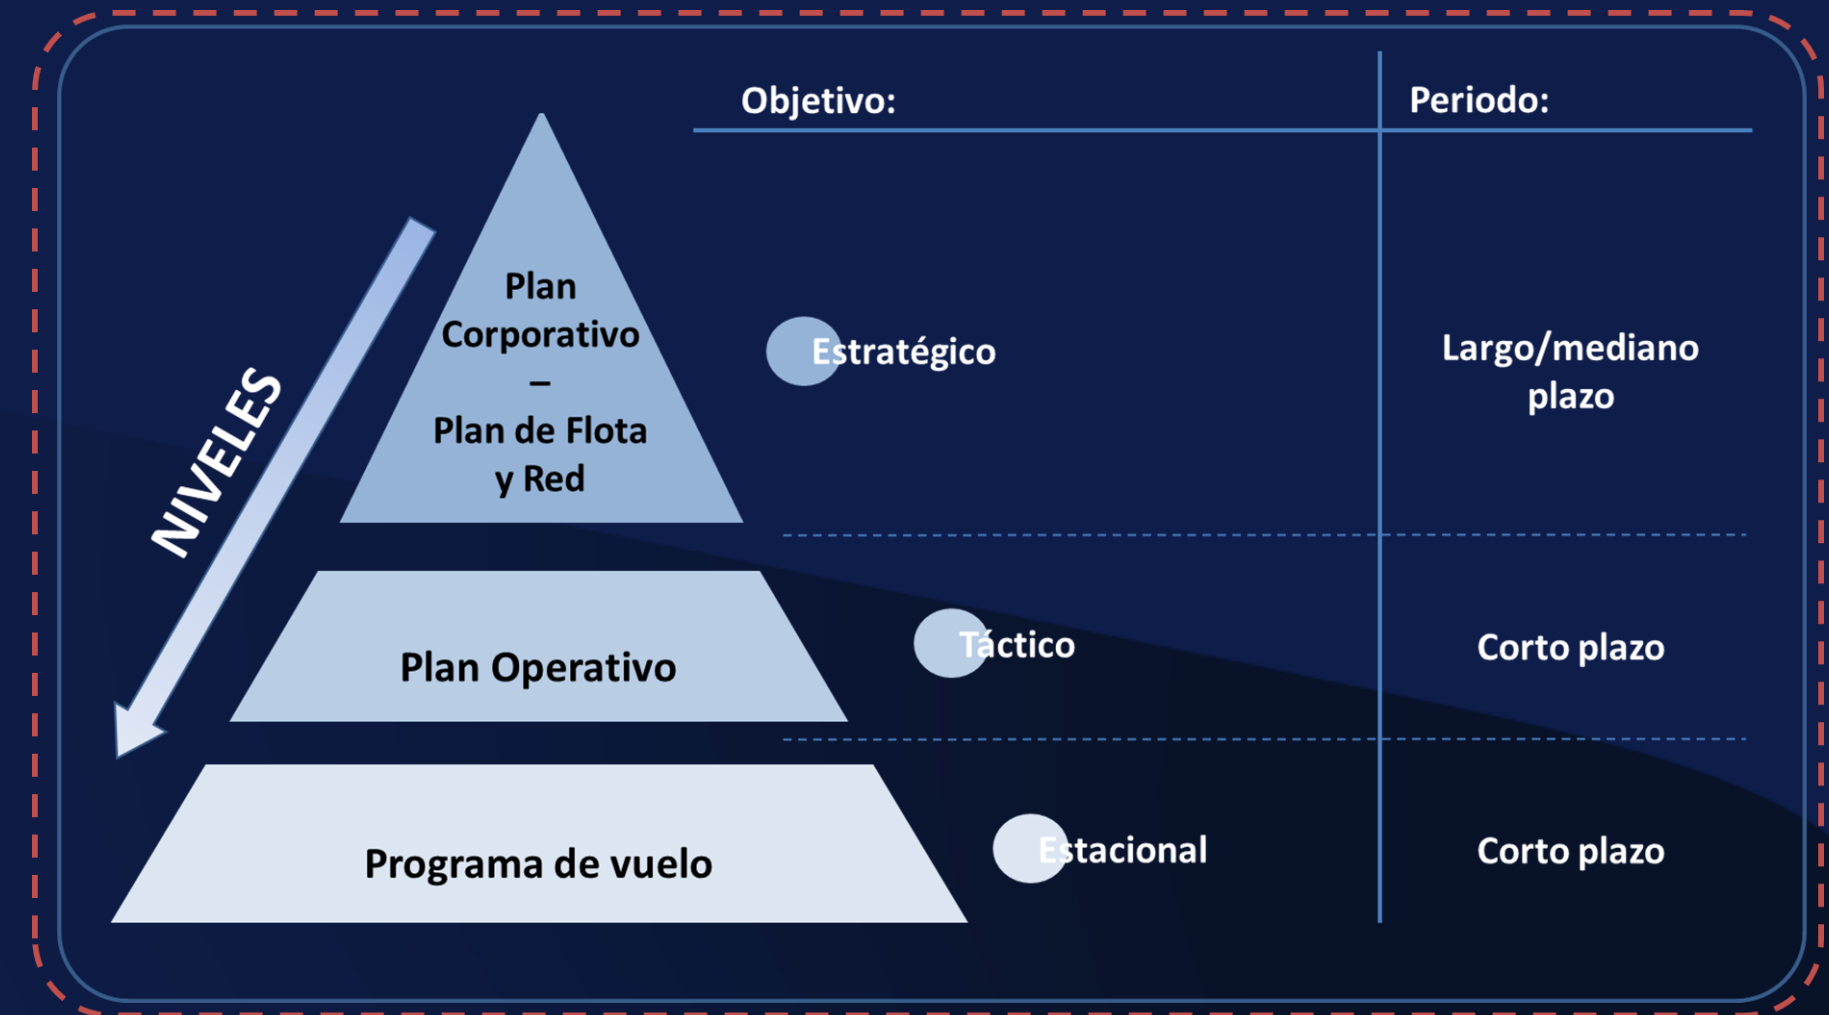 Objetivo:
Periodo:
NIVELES
Plan
Corporativo
–
Plan de Flota
y Red
Estratégico
Largo/mediano
plazo
Plan Operativo
Táctico
Corto plazo
Programa de vuelo
Estacional
Corto plazo